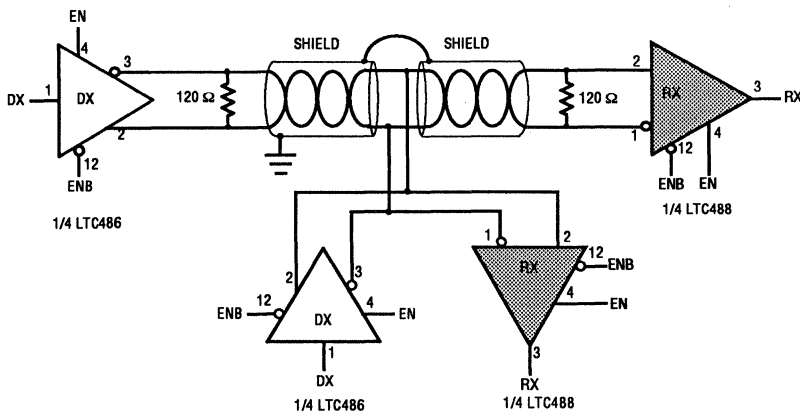 EN
4
3
SHIELD
SHIELD
DX
1
DX
120 Ω
120 Ω
2
RX
3
RX
2
12
ENB
1
12
4
ENB
EN
1/4 LTC486
1/4 LTC488
2
3
1
2
12
ENB
RX
ENB
12
4
EN
4
EN
DX
1
DX
3
RX
1/4 LTC486
1/4 LTC488